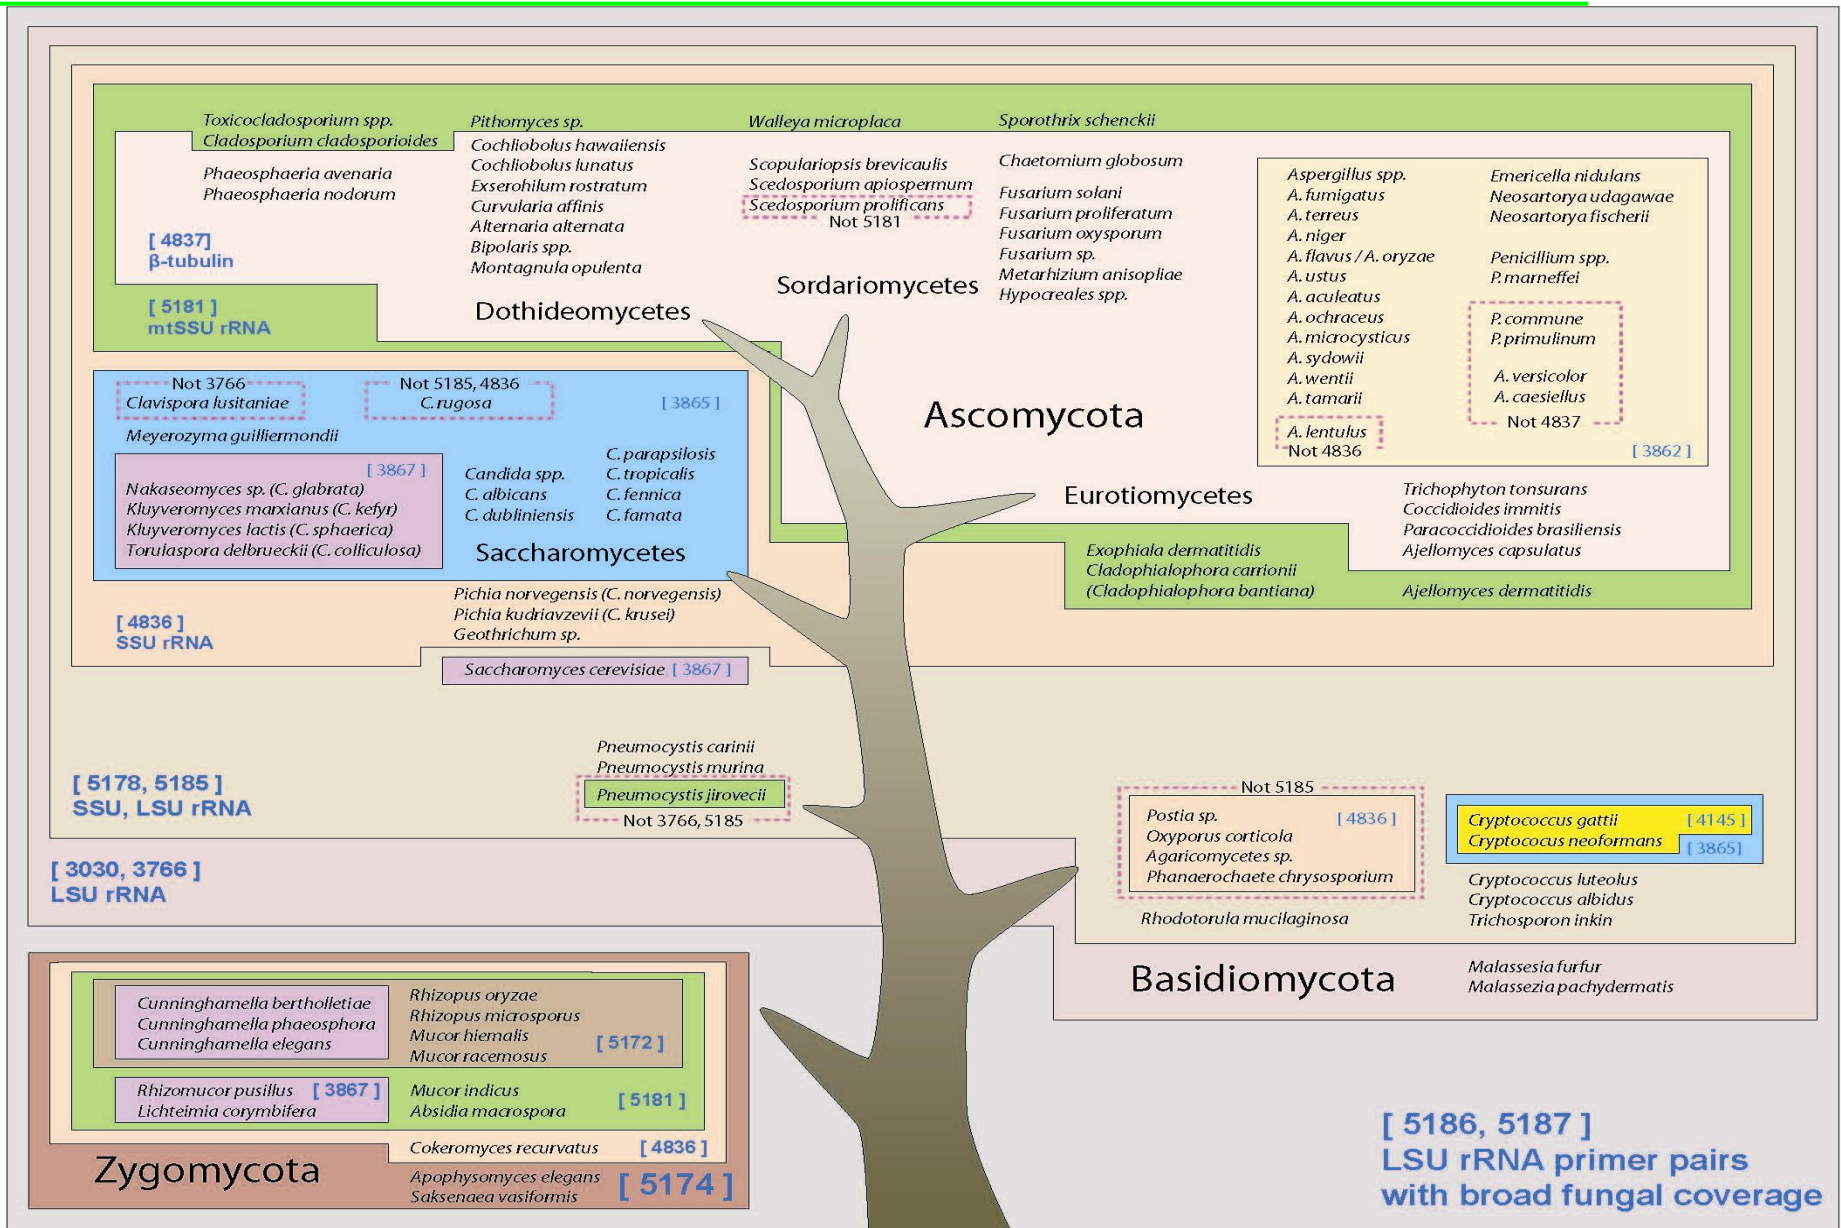 Toxicocladosporium spp.
Cladosporium cladosporioides
Phaeosphaeria avenaria
Phaeosphaeria nodorum
[ 4837]
β-tubulin
[ 5181 ]
mtSSU rRNA
Pithomyces sp.
Cochliobolus hawaiiensis
Cochliobolus lunatus
Exserohilum rostratum
Curvularia affinis
Alternaria alternata
Bipolaris spp.
Montagnula opulenta
Dothideomycetes
Walleya microplaca
Scopulariopsis brevicaulis
Scedosporium apiospermum
Scedosporium prolificans
Not 5181
Sordariomycetes
Sporothrix schenckii
Chaetomium globosum
Fusarium solani
Fusarium proliferatum
Fusarium oxysporum
Fusarium sp.
Metarhizium anisopliae
Hypocreales spp.
Aspergillus spp.
A. fumigatus
A. terreus
A. niger
A. flavus / A. oryzae
A. ustus
A. aculeatus
A. ochraceus
A. microcysticus
A. sydowii
A. wentii
A. tamarii
A. lentulus
Not 4836
Emericella nidulans
Neosartorya udagawae
Neosartorya fischerii
Penicillium spp.
P. marneffei
P. commune
P. primulinum
A. versicolor
A. caesiellus
Not 4837
[ 3862 ]
Ascomycota
Eurotiomycetes
Trichophyton tonsurans
Coccidioides immitis
Paracoccidioides brasiliensis
Ajellomyces capsulatus
Exophiala dermatitidis
Cladophialophora carrionii
(Cladophialophora bantiana)
Ajellomyces dermatitidis
Not 3766
Clavispora lusitaniae
Not 5185, 4836
C. rugosa
[ 3865 ]
Meyerozyma guilliermondii
[ 3867 ]
Nakaseomyces sp. (C. glabrata)
Kluyveromyces marxianus (C. kefyr)
Kluyveromyces lactis (C. sphaerica)
Torulaspora delbrueckii (C. colliculosa)
Candida spp.
C. albicans
C. dubliniensis
C. parapsilosis
C. tropicalis
C. fennica
C. famata
Saccharomycetes
Pichia norvegensis (C. norvegensis)
Pichia kudriavzevii (C. krusei)
Geothrichum sp.
[ 4836 ]
SSU rRNA
Saccharomyces cerevisiae [ 3867 ]
Pneumocystis carinii
Pneumocystis murina
Pneumocystis jirovecii
Not 3766, 5185
[ 5178, 5185 ]
SSU, LSU rRNA
[ 3030, 3766 ]
LSU rRNA
Not 5185
Postia sp. [ 4836 ]
Oxyporus corticola
Agaricomycetes sp.
Phanaerochaete chrysosporium
Rhodotorula mucilaginosa
Cryptococcus gattii [ 4145 ]
Cryptococus neoformans [ 3865]
Cryptococcus luteolus
Cryptococcus albidus
Trichosporon inkin
Basidiomycota
Malassesia furfur
Malassezia pachydermatis
Cunninghamella bertholletiae
Cunninghamella phaeosphora
Cunninghamella elegans
Rhizopus oryzae
Rhizopus microsporus
Mucor hiemalis
Mucor racemosus
[ 5172 ]
Rhizomucor pusillus [ 3867 ]
Lichteimia corymbifera
Mucor indicus
Absidia macrospora
[ 5181 ]
Cokeromyces recurvatus [ 4836 ]
Zygomycota
Apophysomyces elegans
Saksenaea vasiformis
[ 5174 ]
[ 5186, 5187 ]
LSU rRNA primer pairs
with broad fungal coverage